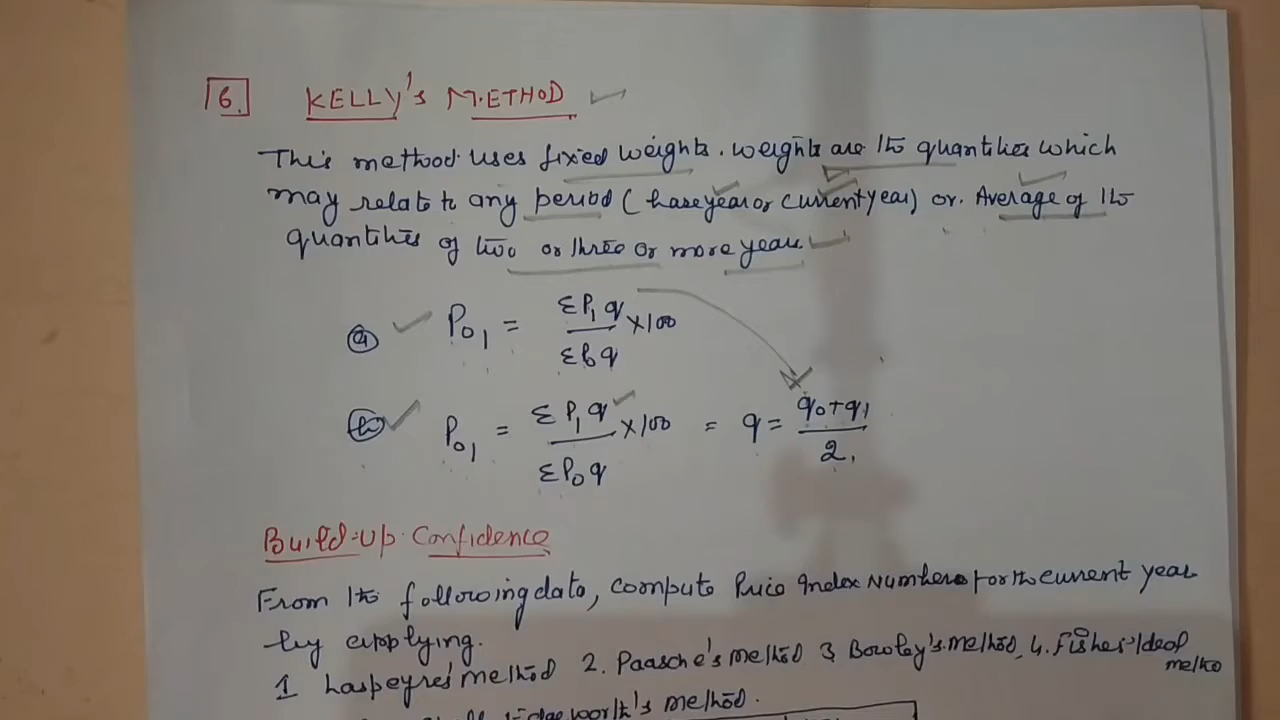 6. KELLY's METHOD
This method uses fixed weights. weights are the quantities which
may relate to any period (base year or current year) or. Average of the
quantities of two or three or more years.
(a) P01 = ΣP1q / ΣP0q ×100
(b) P01 = ΣP1q / ΣP0q ×100 = q = q0+q1 / 2.
Build-up Confidence
From the following data, compute Price Index Numbers for the current year
by applying.
1 Laspeyres method 2. Paasche's method 3 Bowley's method, 4. Fisher Ideal method
Edgeworth's method.